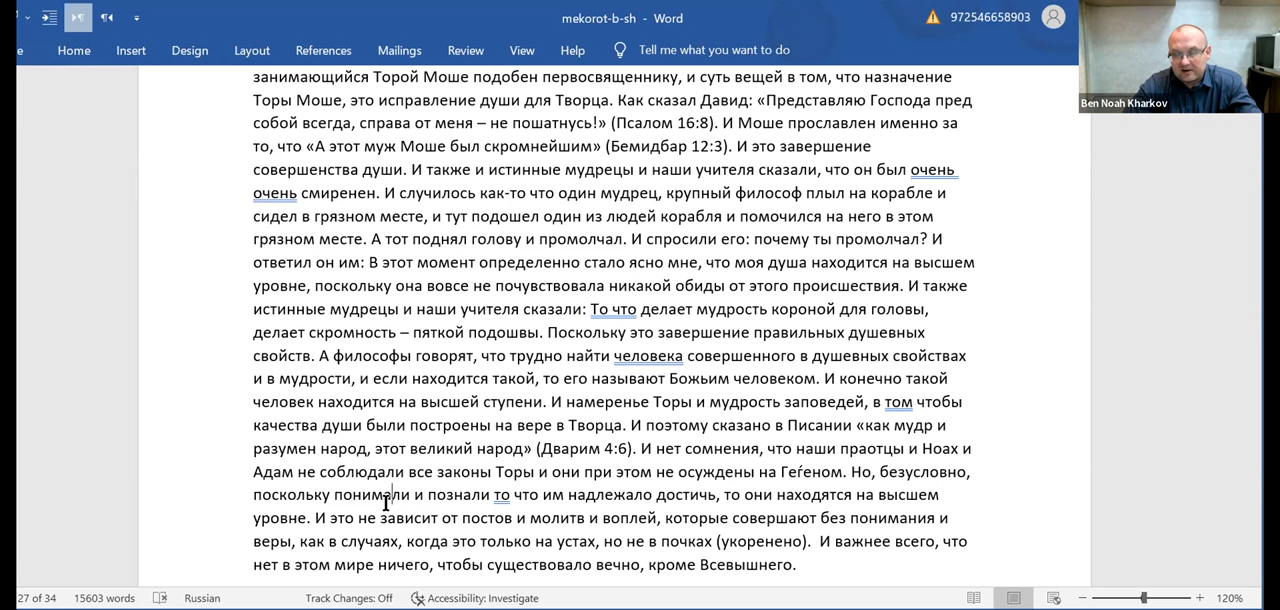 mekorot-b-sh - Word
972546658903
Home Insert Design Layout References Mailings Review View Help Tell me what you want to do
Ben Noah Kharkov
занимающийся Торой Моше подобен первосвященнику, и суть вещей в том, что назначение
Торы Моше, это исправление души для Творца. Как сказал Давид: «Представляю Господа пред
собой всегда, справа от меня – не пошатнусь!» (Псалом 16:8). И Моше прославлен именно за
то, что «А этот муж Моше был скромнейшим» (Бемидбар 12:3). И это завершение
совершенства души. И также и истинные мудрецы и наши учителя сказали, что он был очень
очень смиренен. И случилось как-то что один мудрец, крупный философ плыл на корабле и
сидел в грязном месте, и тут подошел один из людей корабля и помочился на него в этом
грязном месте. А тот поднял голову и промолчал. И спросили его: почему ты промолчал? И
ответил он им: В этот момент определенно стало ясно мне, что моя душа находится на высшем
уровне, поскольку она вовсе не почувствовала никакой обиды от этого происшествия. И также
истинные мудрецы и наши учителя сказали: То что делает мудрость короной для головы,
делает скромность – пяткой подошвы. Поскольку это завершение правильных душевных
свойств. А философы говорят, что трудно найти человека совершенного в душевных свойствах
и в мудрости, и если находится такой, то его называют Божьим человеком. И конечно такой
человек находится на высшей ступени. И намеренье Торы и мудрость заповедей, в том чтобы
качества души были построены на вере в Творца. И поэтому сказано в Писании «как мудр и
разумен народ, этот великий народ» (Дварим 4:6). И нет сомнения, что наши праотцы и Ноах и
Адам не соблюдали все законы Торы и они при этом не осуждены на Геѓеном. Но, безусловно,
поскольку понимали и познали то что им надлежало достичь, то они находятся на высшем
уровне. И это не зависит от постов и молитв и воплей, которые совершают без понимания и
веры, как в случаях, когда это только на устах, но не в почках (укоренено). И важнее всего, что
нет в этом мире ничего, чтобы существовало вечно, кроме Всевышнего.
27 of 34 15603 words Russian Track Changes: Off Accessibility: Investigate 120%